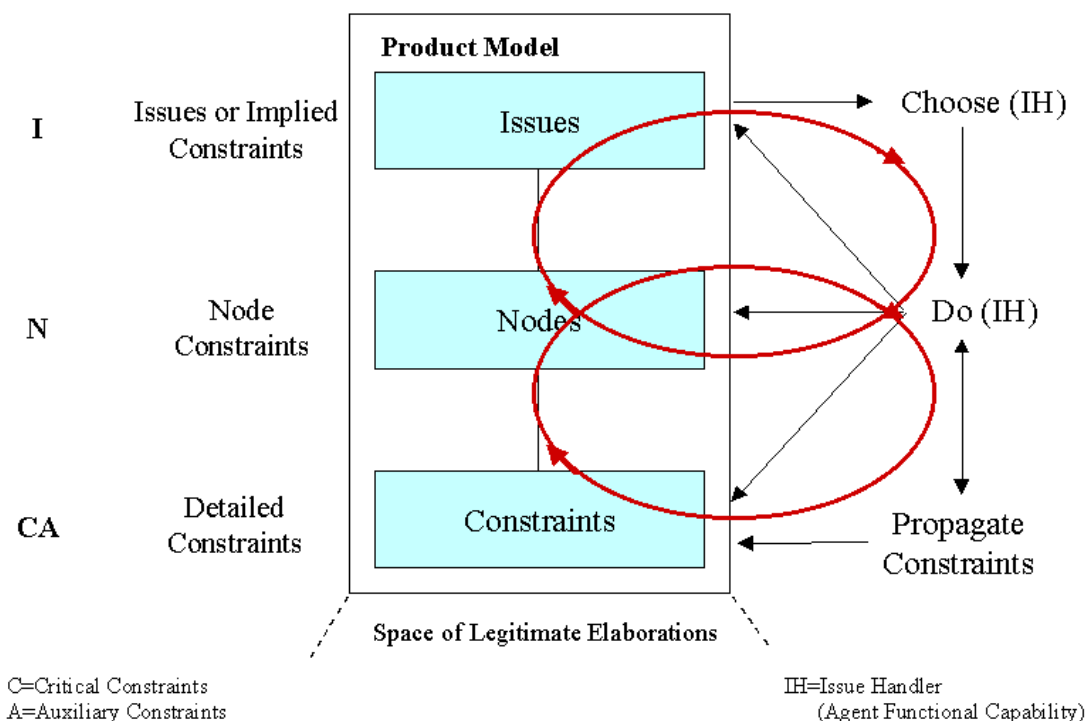 Product Model
I
Issues or Implied
Constraints
Issues
Choose (IH)
N
Node
Constraints
Nodes
Do (IH)
CA
Detailed
Constraints
Constraints
Propagate
Constraints
Space of Legitimate Elaborations
C=Critical Constraints
A=Auxiliary Constraints
IH=Issue Handler
(Agent Functional Capability)